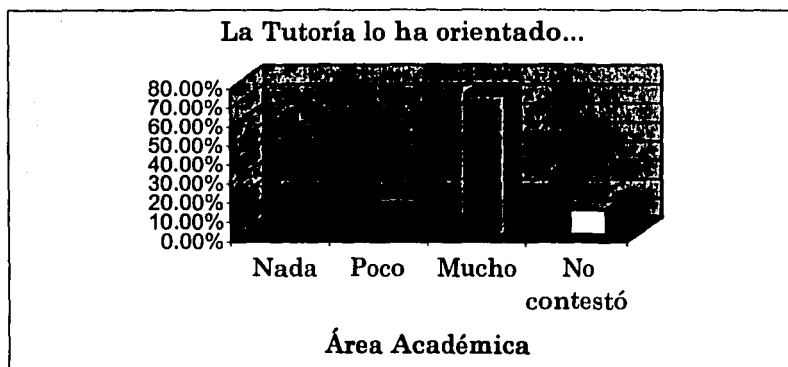 La Tutoría lo ha orientado...
80.00%
70.00%
60.00%
50.00%
40.00%
30.00%
20.00%
10.00%
0.00%
Nada Poco Mucho No
contestó
Área Académica